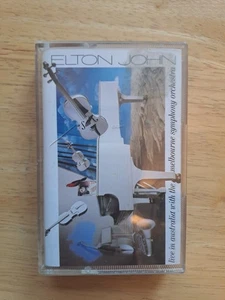 ELTON JOHN
live in australia with the
melbourne symphony orchestra